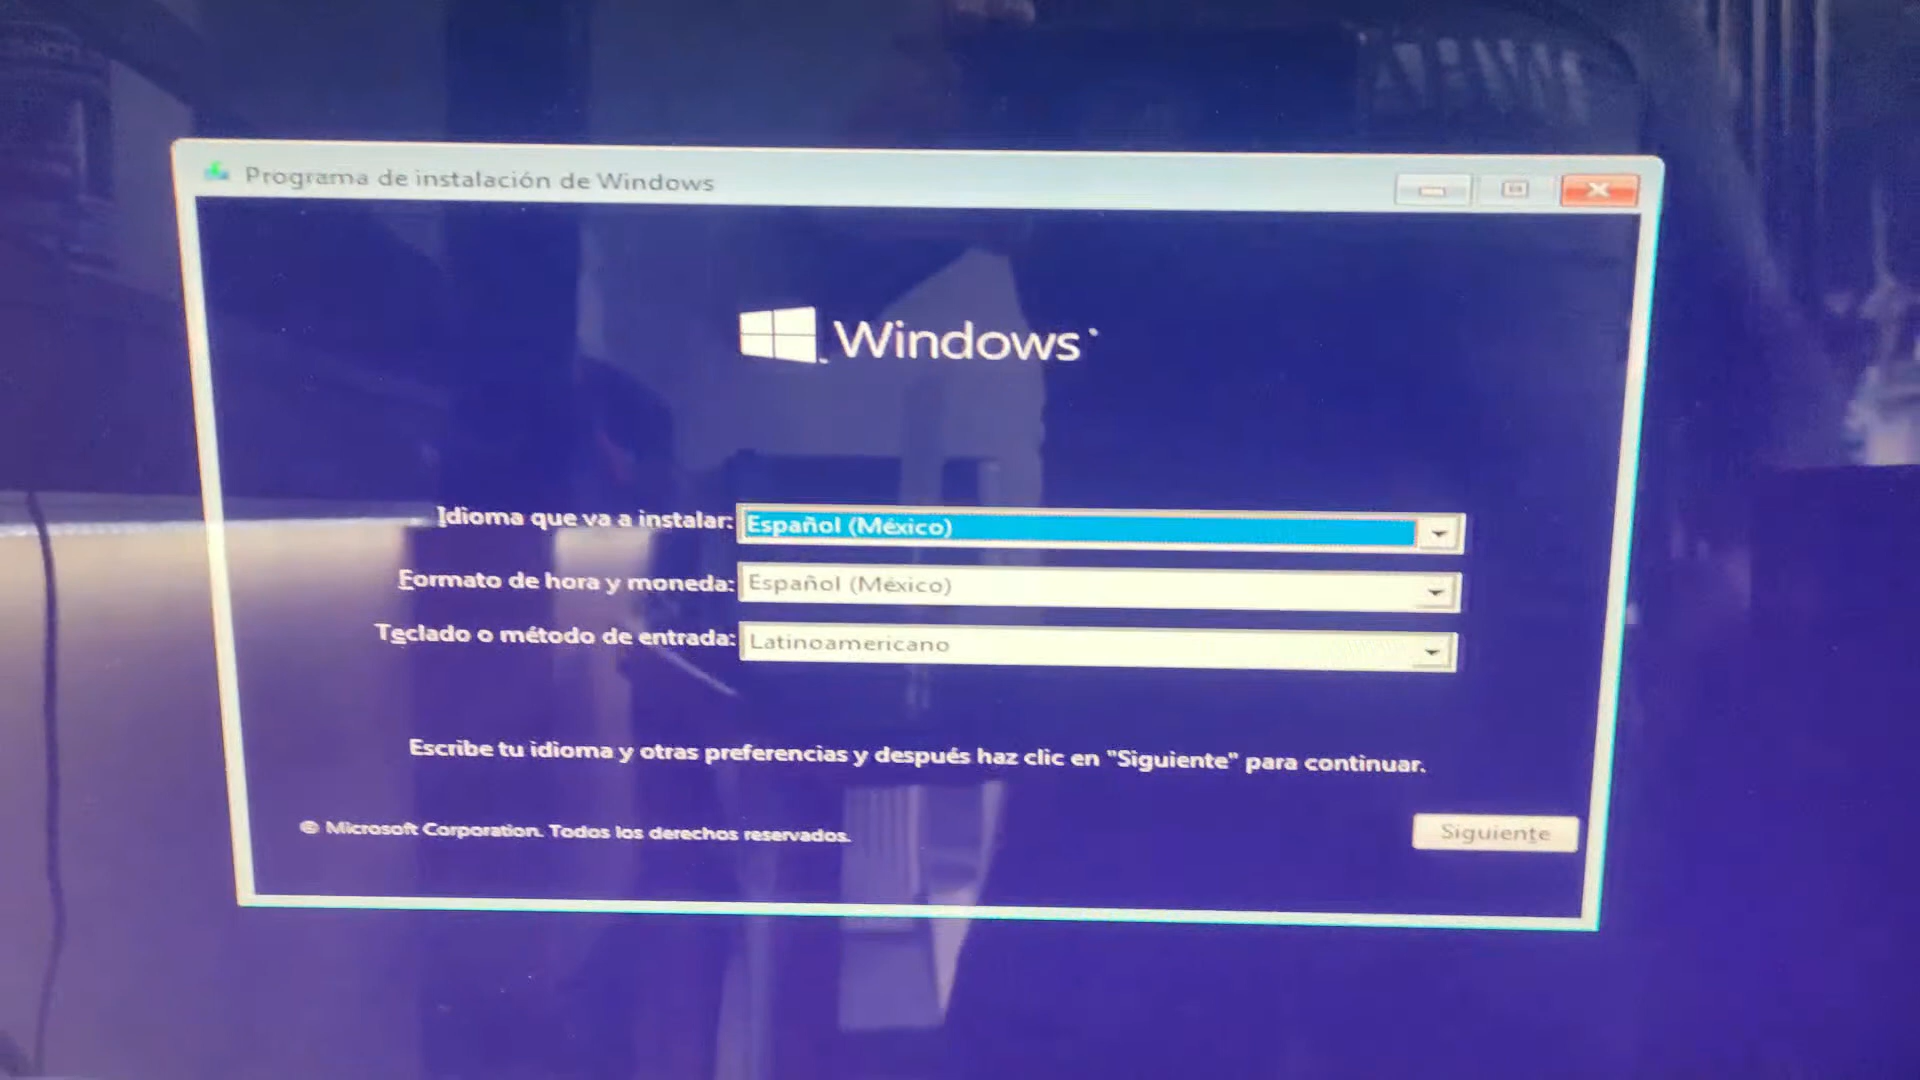 Programa de instalación de Windows
Windows
Idioma que va a instalar: Español (México)
Formato de hora y moneda: Español (México)
Teclado o método de entrada: Latinoamericano
Escribe tu idioma y otras preferencias y después haz clic en "Siguiente" para continuar.
© Microsoft Corporation. Todos los derechos reservados.
Siguiente